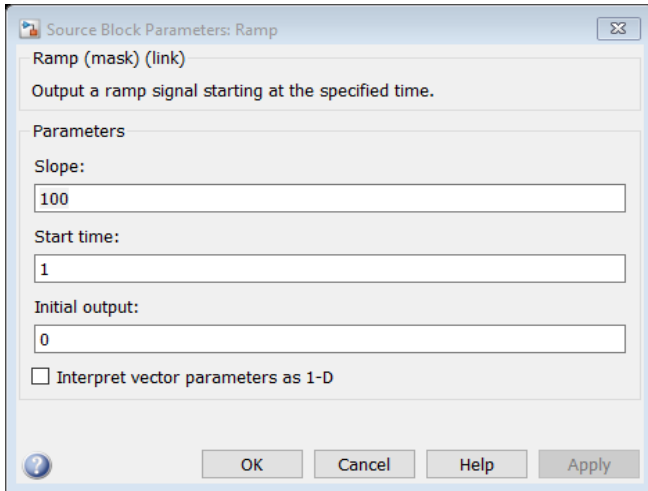 Source Block Parameters: Ramp
Ramp (mask) (link)
Output a ramp signal starting at the specified time.
Parameters
Slope:
100
Start time:
1
Initial output:
0
Interpret vector parameters as 1-D
OK Cancel Help Apply